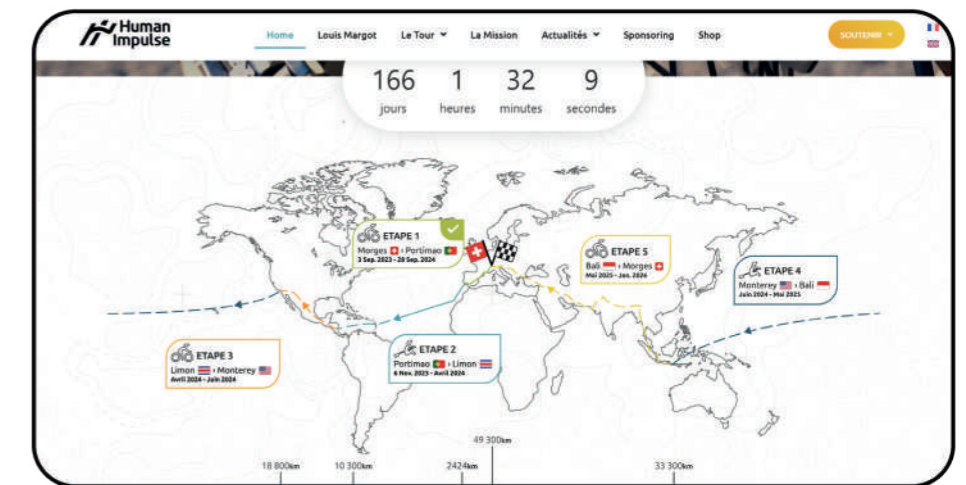 Human
Impulse
Home Louis Margot Le Tour La Mission Actualités Sponsoring Shop
SOUTENIR
166 1 32 9
jours heures minutes secondes
ETAPE 1
Morges › Portimao
3 Sep. 2023 - 28 Sep. 2024
ETAPE 5
Bali › Morges
Mai 2025 - Jan. 2026
ETAPE 4
Monterey › Bali
Juin 2024 - Mai 2025
ETAPE 3
Limon › Monterey
Avril 2024 - Juin 2024
ETAPE 2
Portimao › Limon
6 Nov. 2023 - Avril 2024
49 300km
18 800km 10 300km 2424km 33 300km